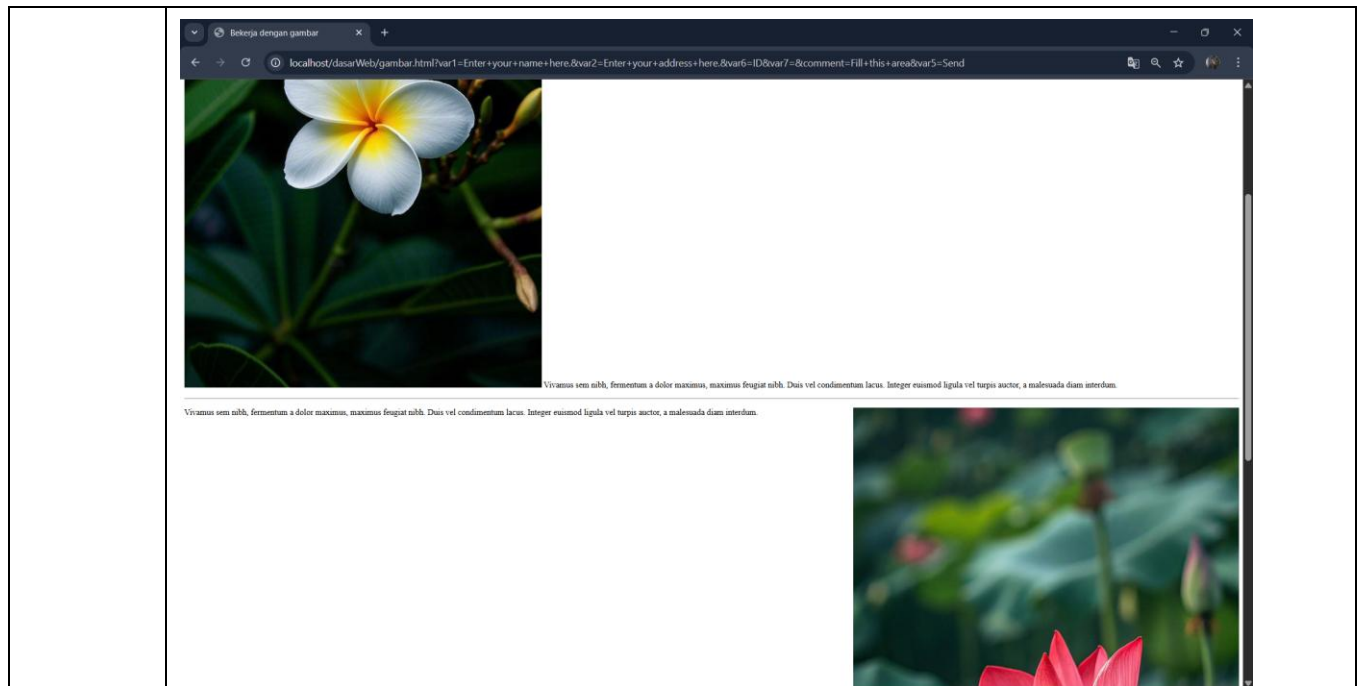 Bekerja dengan gambar
localhost/dasarWeb/gambar.html?var1=Enter+your+name+here.&var2=Enter+your+address+here.&var6=ID&var7=&comment=Fill+this+area&var5=Send
Vivamus sem nibh, fermentum a dolor maximus, maximus feugiat nibh. Duis vel condimentum lacus. Integer euismod ligula vel turpis auctor, a malesuada diam interdum.
Vivamus sem nibh, fermentum a dolor maximus, maximus feugiat nibh. Duis vel condimentum lacus. Integer euismod ligula vel turpis auctor, a malesuada diam interdum.